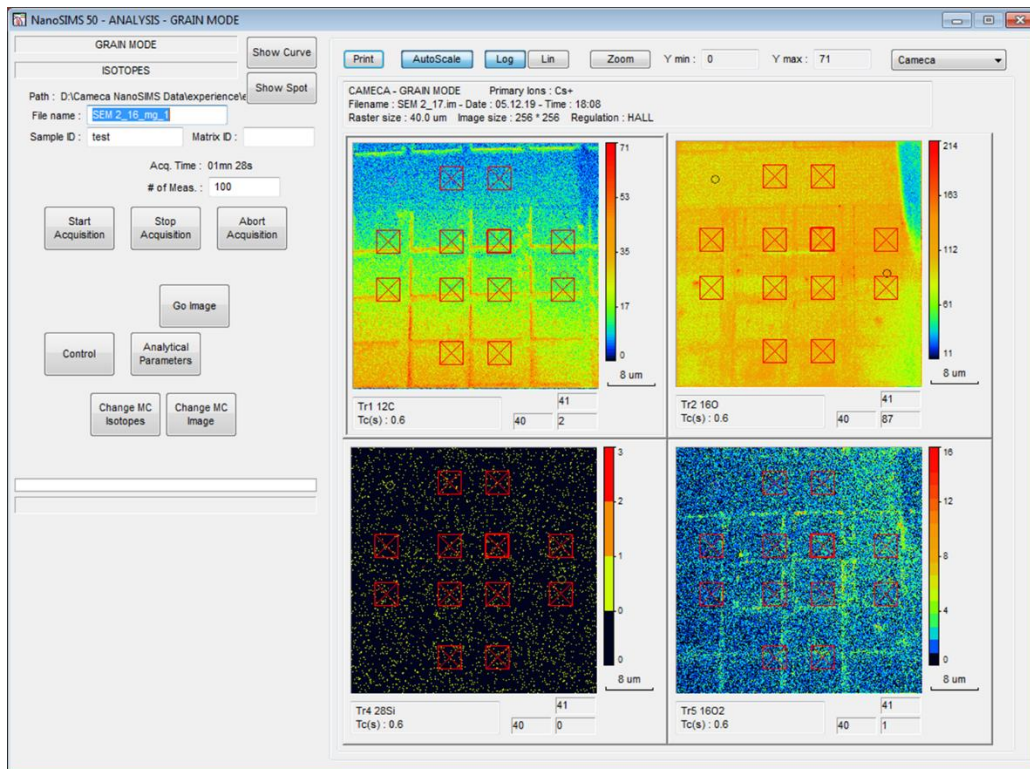 NanoSIMS 50 - ANALYSIS - GRAIN MODE
GRAIN MODE
ISOTOPES
Show Curve
Show Spot
Path : D:\Cameca NanoSIMS Data\experience\e
File name : SEM 2_16_mg_1
Sample ID : test Matrix ID :
Acq. Time : 01mn 28s
# of Meas. : 100
Start Acquisition
Stop Acquisition
Abort Acquisition
Go Image
Control
Analytical Parameters
Change MC Isotopes
Change MC Image
Print AutoScale Log Lin Zoom Y min : 0 Y max : 71 Cameca
CAMECA - GRAIN MODE Primary Ions : Cs+
Filename : SEM 2_17.im - Date : 05.12.19 - Time : 18:08
Raster size : 40.0 um Image size : 256 * 256 Regulation : HALL
71
53
35
17
0
8 um
Tr1 12C
Tc(s) : 0.6
41
40 2
214
163
112
61
11
8 um
Tr2 16O
Tc(s) : 0.6
41
40 87
3
2
1
0
0
8 um
Tr4 28Si
Tc(s) : 0.6
41
40 0
16
12
8
4
0
8 um
Tr5 16O2
Tc(s) : 0.6
41
40 1